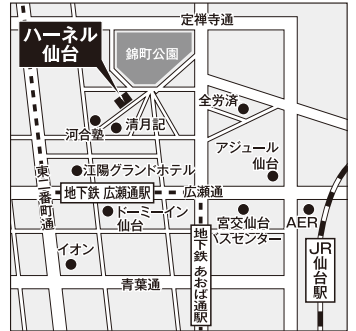 定禅寺通
ハーネル
仙台
錦町公園
全労済
河合塾
清月記
アジュール
仙台
江陽グランドホテル
地下鉄 広瀬通駅
広瀬通
東二番町通
ドーミーイン
仙台
宮交仙台
バスセンター
AER
地下鉄 あおば通駅
JR
仙台駅
イオン
青葉通